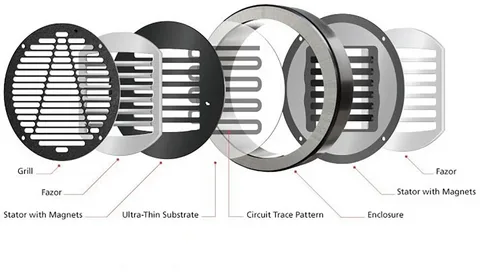 Grill
Fazor
Fazor
Stator with Magnets
Stator with Magnets
Ultra-Thin Substrate
Circuit Trace Pattern
Enclosure